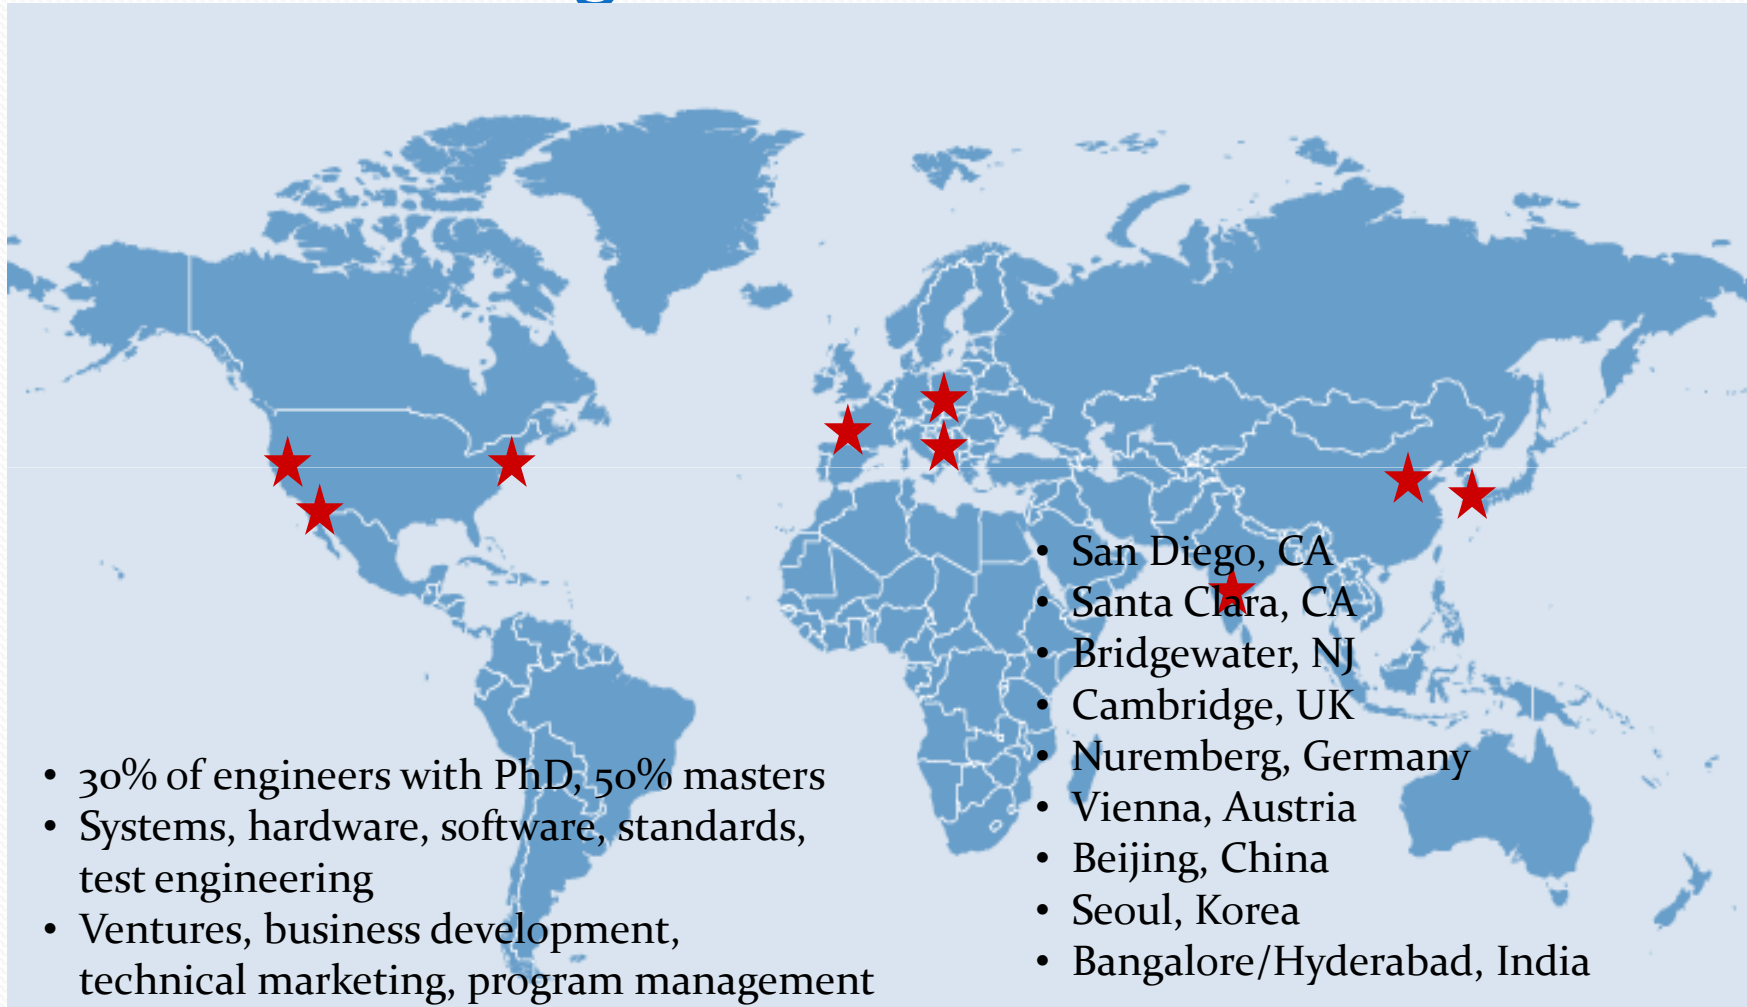 • San Diego, CA
• Santa Clara, CA
• Bridgewater, NJ
• Cambridge, UK
• Nuremberg, Germany
• Vienna, Austria
• Beijing, China
• Seoul, Korea
• Bangalore/Hyderabad, India
• 30% of engineers with PhD, 50% masters
• Systems, hardware, software, standards,
test engineering
• Ventures, business development,
technical marketing, program management